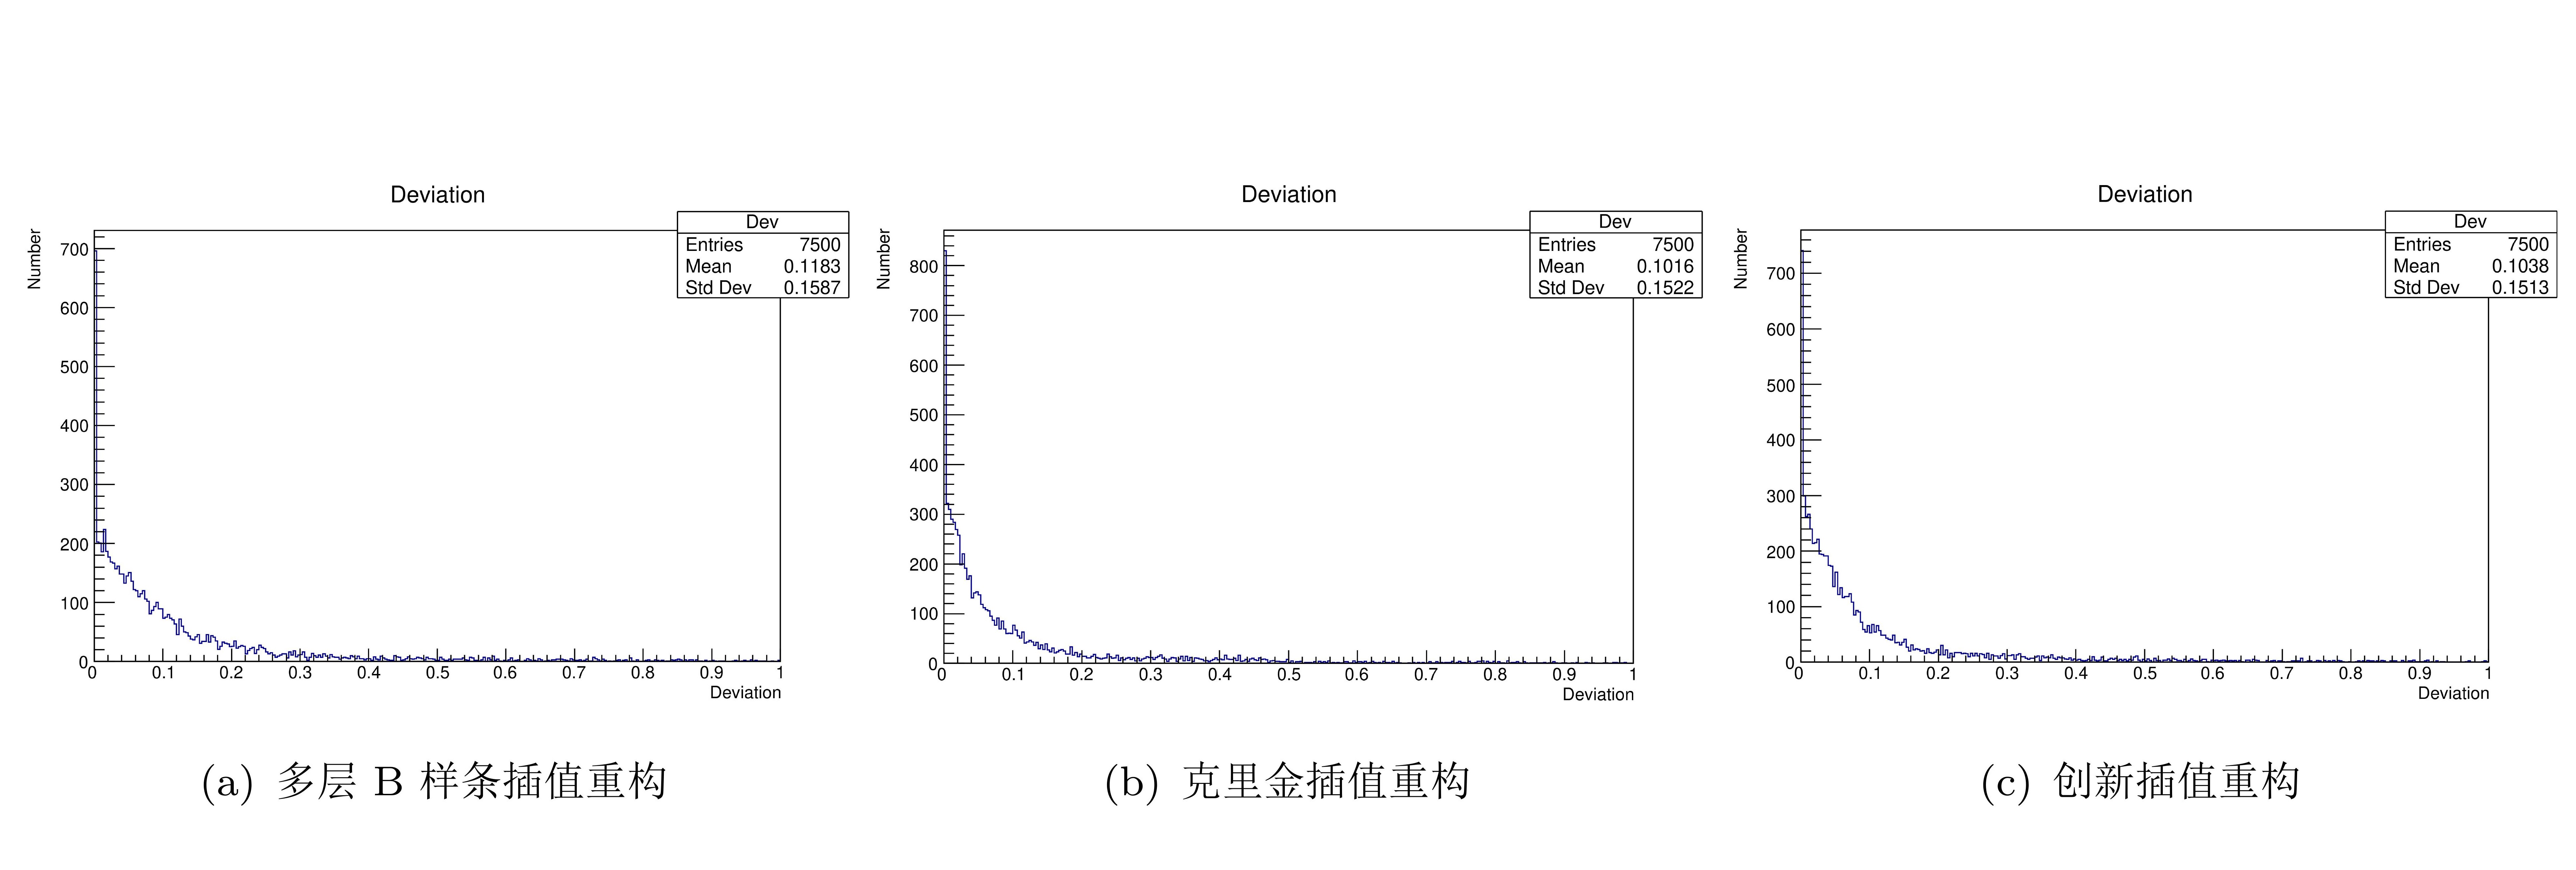 Deviation
Number
Dev
Entries 7500
Mean 0.1183
Std Dev 0.1587
700
600
500
400
300
200
100
0
0 0.1 0.2 0.3 0.4 0.5 0.6 0.7 0.8 0.9 1
Deviation
(a) 多层 B 样条插值重构
Deviation
Number
Dev
Entries 7500
Mean 0.1016
Std Dev 0.1522
800
700
600
500
400
300
200
100
0
0 0.1 0.2 0.3 0.4 0.5 0.6 0.7 0.8 0.9 1
Deviation
(b) 克里金插值重构
Deviation
Number
Dev
Entries 7500
Mean 0.1038
Std Dev 0.1513
700
600
500
400
300
200
100
0
0 0.1 0.2 0.3 0.4 0.5 0.6 0.7 0.8 0.9 1
Deviation
(c) 创新插值重构